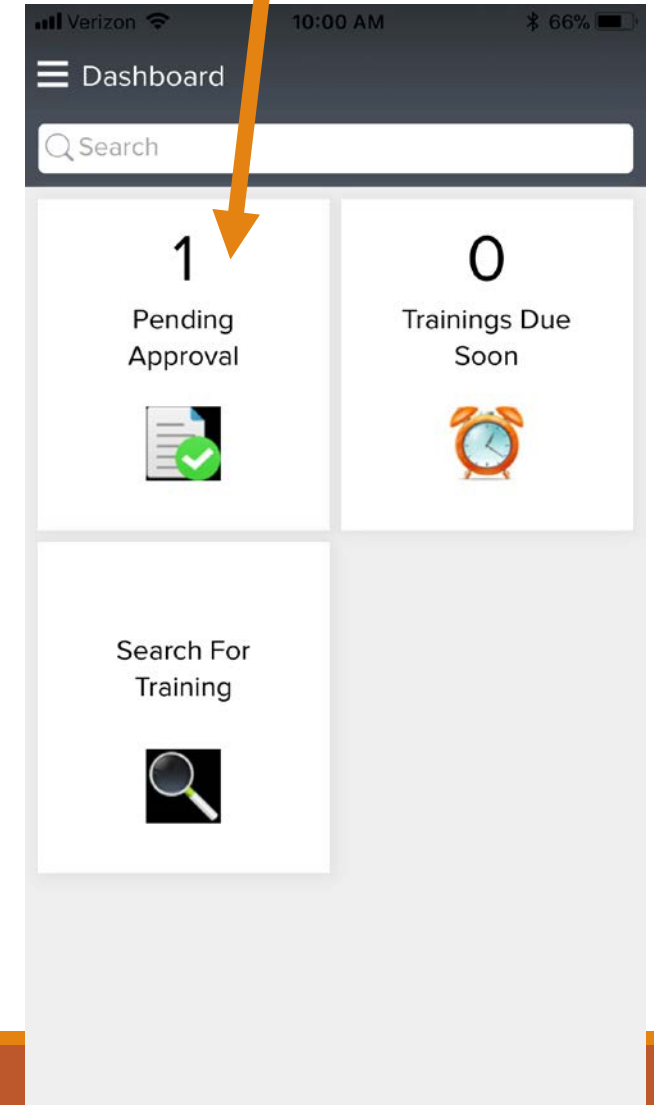 Verizon 10:00 AM 66%
Dashboard
Search
1
Pending
Approval
0
Trainings Due
Soon
Search For
Training